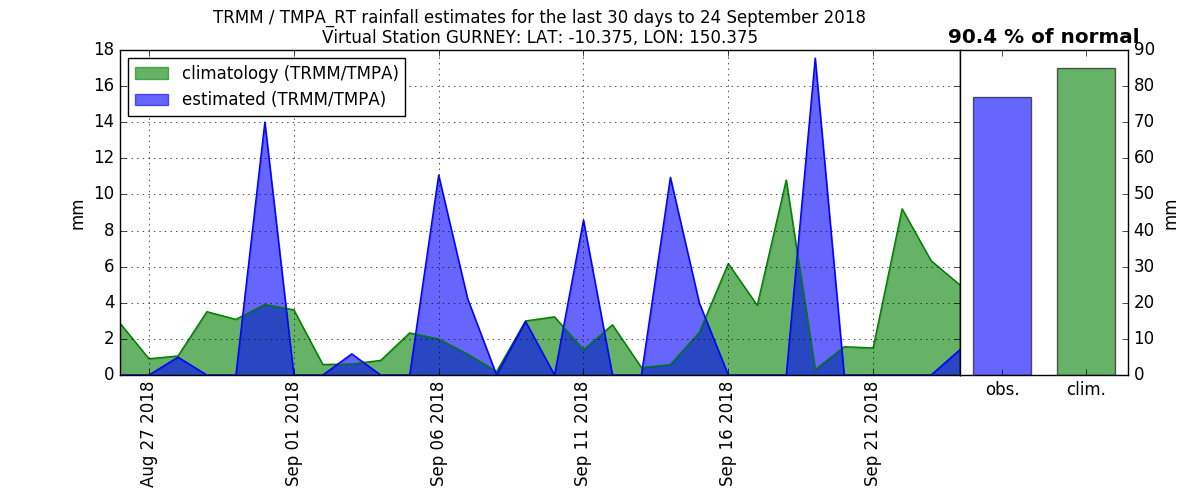 TRMM / TMPA_RT rainfall estimates for the last 30 days to 24 September 2018
Virtual Station GURNEY: LAT: -10.375, LON: 150.375
90.4 % of normal
climatology (TRMM/TMPA)
estimated (TRMM/TMPA)
18
16
14
12
10
8
6
4
2
0
mm
Aug 27 2018
Sep 01 2018
Sep 06 2018
Sep 11 2018
Sep 16 2018
Sep 21 2018
90
80
70
60
50
40
30
20
10
0
mm
obs.
clim.